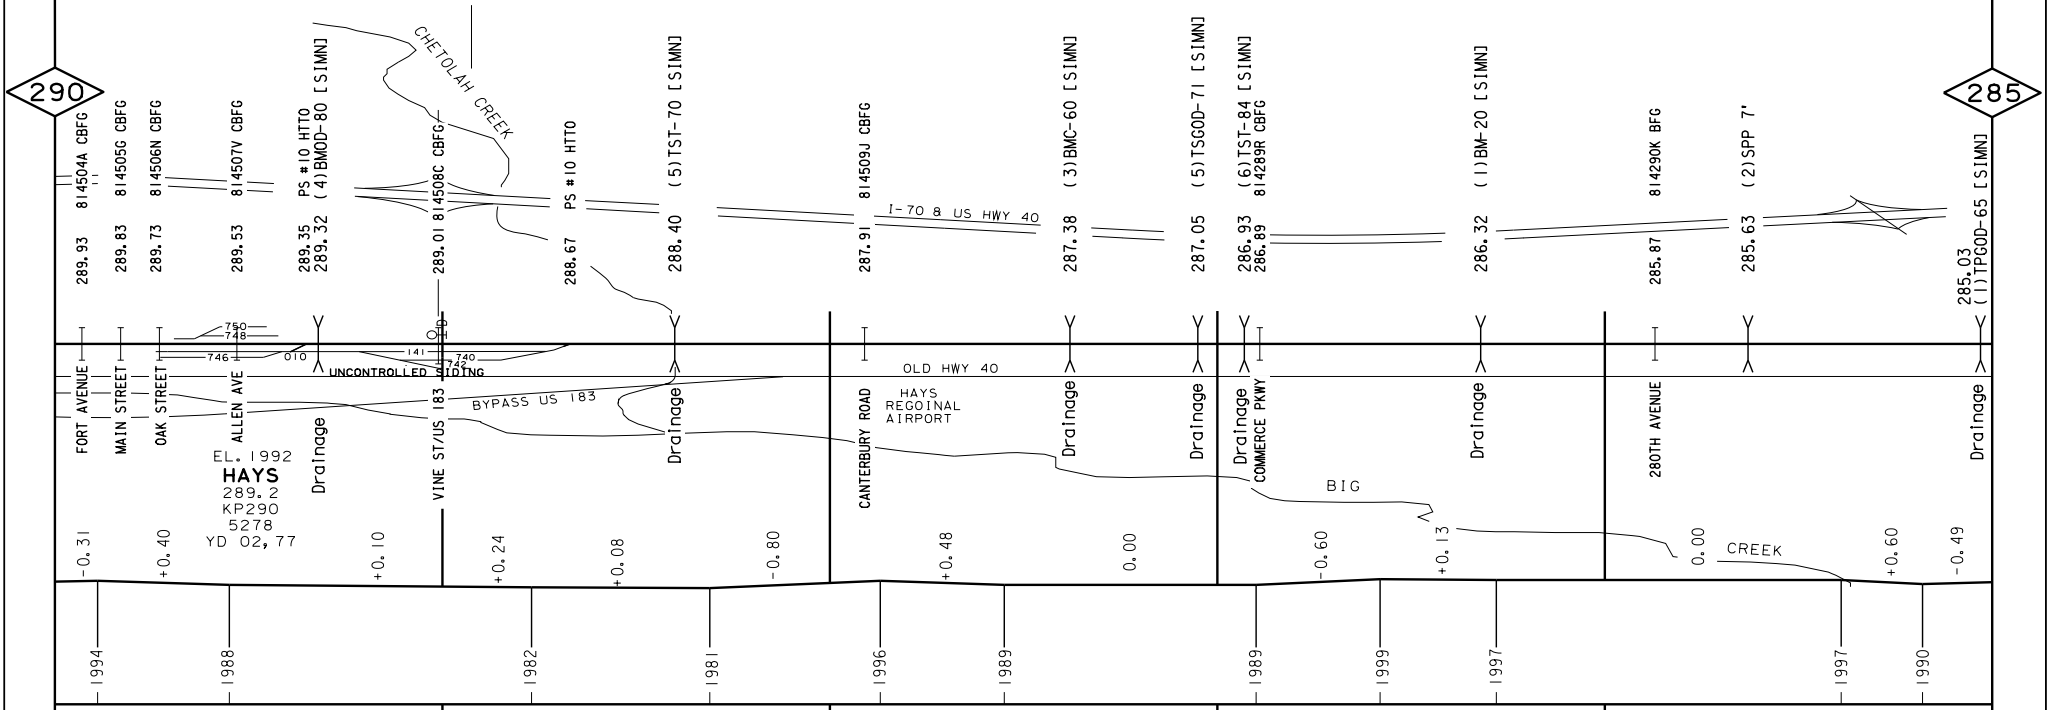 290
285
289.93 814504A CBFG
289.83 814505G CBFG
289.73 814506N CBFG
289.53 814507V CBFG
289.35 PS #10 HTTO
289.32 (4)BMOD-80 [SIMN]
289.01 814508C CBFG
CHETOLAH CREEK
288.67 PS #10 HTTO
288.40 (5)TST-70 [SIMN]
287.91 814509J CBFG
I-70 & US HWY 40
287.38 (3)BMC-60 [SIMN]
287.05 (5)TSGOD-71 [SIMN]
286.93 (6)TST-84 [SIMN]
286.89 814289R CBFG
286.32 (1)BM-20 [SIMN]
285.87 814290K BFG
285.63 (2)SPP 7'
285.03
(1)TPGOD-65 [SIMN]
750
748
746
010
141
740
742
D
UNCONTROLLED SIDING
OLD HWY 40
BYPASS US 183
FORT AVENUE
MAIN STREET
OAK STREET
ALLEN AVE
Drainage
VINE ST/US 183
Drainage
CANTERBURY ROAD
HAYS
REGOINAL
AIRPORT
Drainage
Drainage
Drainage
COMMERCE PKWY
Drainage
280TH AVENUE
Drainage
EL. 1992
HAYS
289.2
KP290
5278
YD 02,77
BIG
CREEK
-0.31
+0.40
+0.10
+0.24
+0.08
-0.80
+0.48
0.00
-0.60
+0.13
0.00
+0.60
-0.49
1994
1988
1982
1981
1996
1989
1989
1999
1997
1997
1990